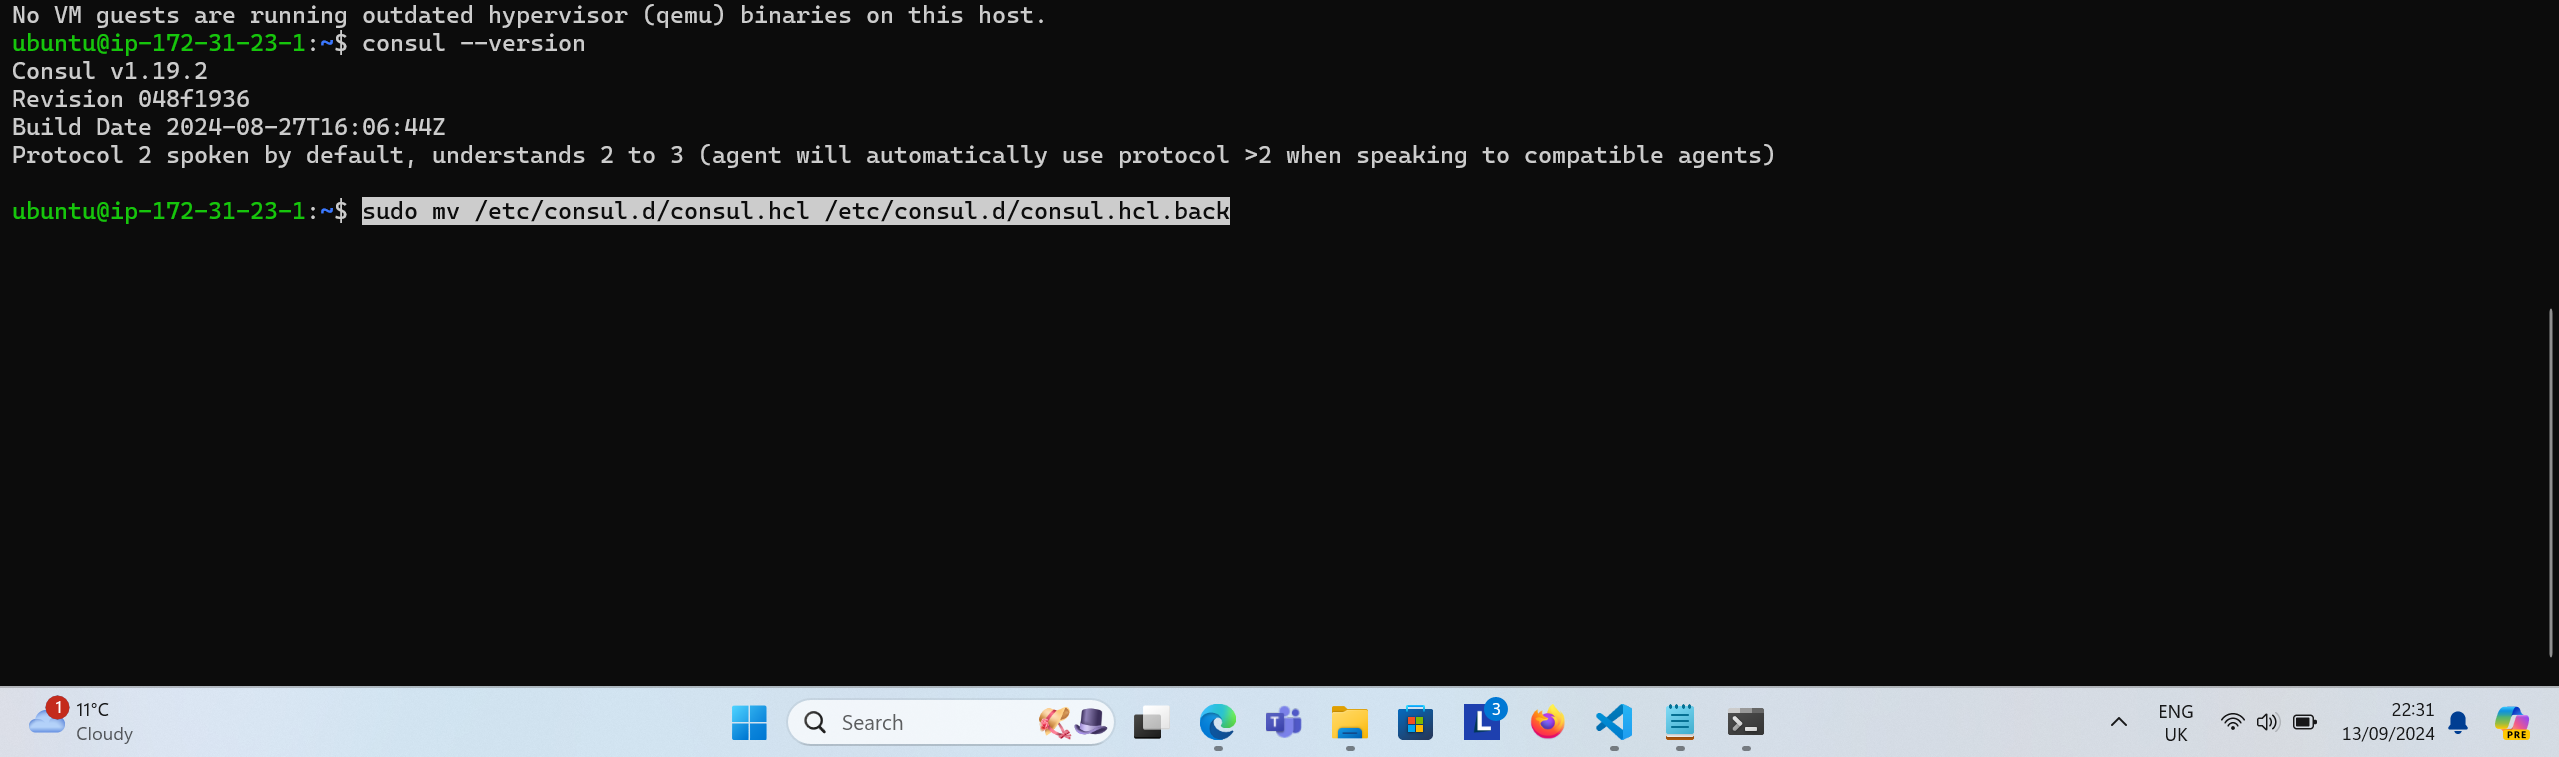 No VM guests are running outdated hypervisor (qemu) binaries on this host.
ubuntu@ip-172-31-23-1:~$ consul --version
Consul v1.19.2
Revision 048f1936
Build Date 2024-08-27T16:06:44Z
Protocol 2 spoken by default, understands 2 to 3 (agent will automatically use protocol >2 when speaking to compatible agents)
ubuntu@ip-172-31-23-1:~$ sudo mv /etc/consul.d/consul.hcl /etc/consul.d/consul.hcl.back
1
11°C
Cloudy
Search
T
L
3
ENG
UK
22:31
13/09/2024
PRE